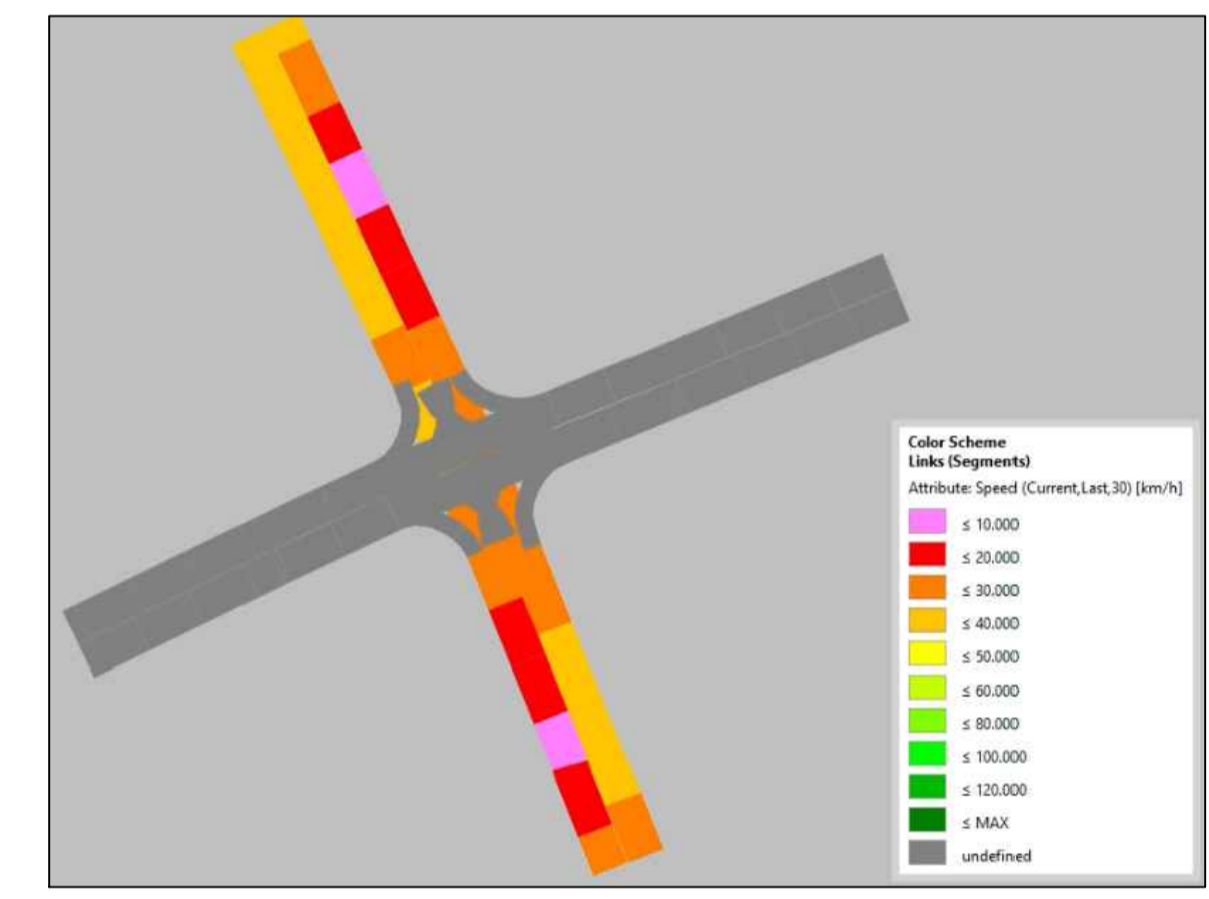 Color Scheme
Links (Segments)
Attribute: Speed (Current,Last,30) [km/h]
≤ 10.000
≤ 20.000
≤ 30.000
≤ 40.000
≤ 50.000
≤ 60.000
≤ 80.000
≤ 100.000
≤ 120.000
≤ MAX
undefined